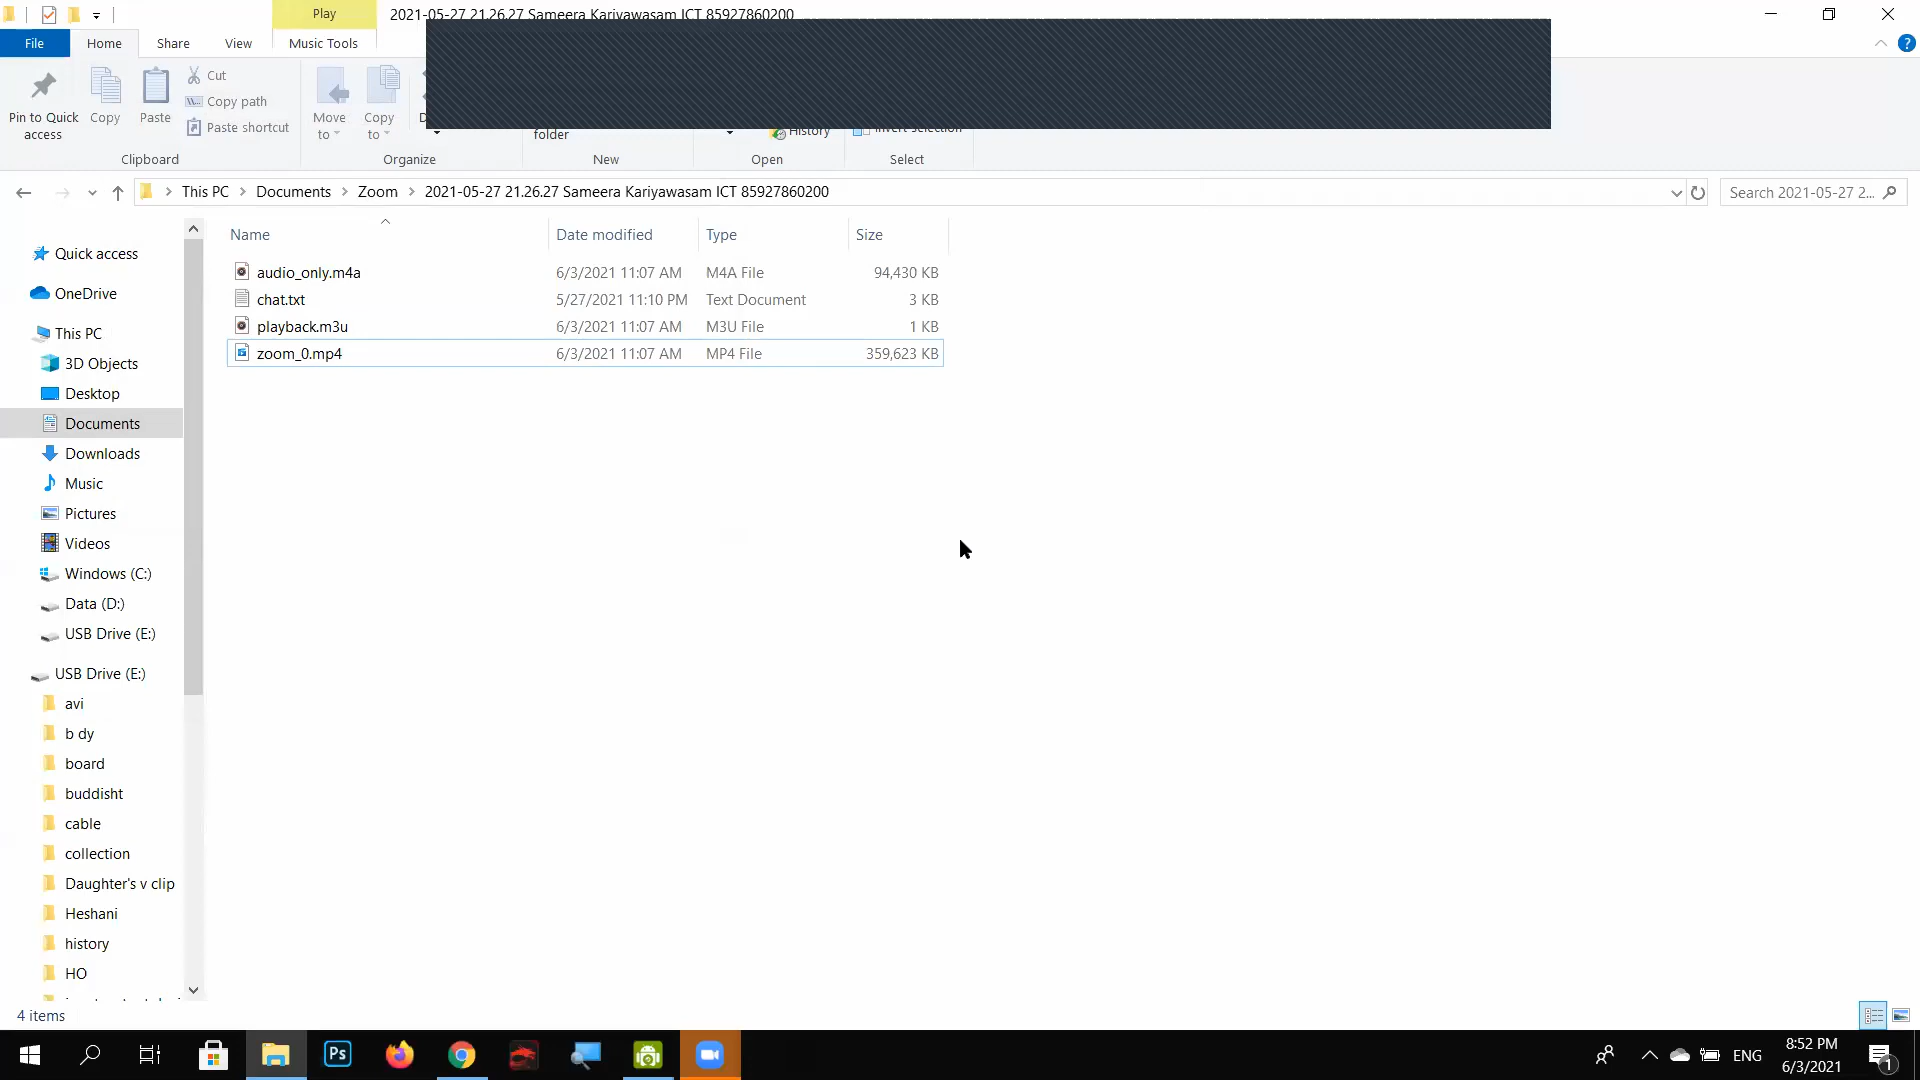 Play
2021-05-27 21.26.27 Sameera Kariyawasam ICT 85927860200
File
Home
Share
View
Music Tools
Pin to Quick access
Copy
Paste
Cut
Copy path
Paste shortcut
Move to
Copy to
folder
History
Invert selection
Clipboard
Organize
New
Open
Select
This PC
Documents
Zoom
2021-05-27 21.26.27 Sameera Kariyawasam ICT 85927860200
Search 2021-05-27 2...
Name
Date modified
Type
Size
audio_only.m4a 6/3/2021 11:07 AM M4A File 94,430 KB
chat.txt 5/27/2021 11:10 PM Text Document 3 KB
playback.m3u 6/3/2021 11:07 AM M3U File 1 KB
zoom_0.mp4 6/3/2021 11:07 AM MP4 File 359,623 KB
Quick access
OneDrive
This PC
3D Objects
Desktop
Documents
Downloads
Music
Pictures
Videos
Windows (C:)
Data (D:)
USB Drive (E:)
USB Drive (E:)
avi
b dy
board
buddisht
cable
collection
Daughter's v clip
Heshani
history
HO
4 items
Ps
ENG
8:52 PM
6/3/2021
1